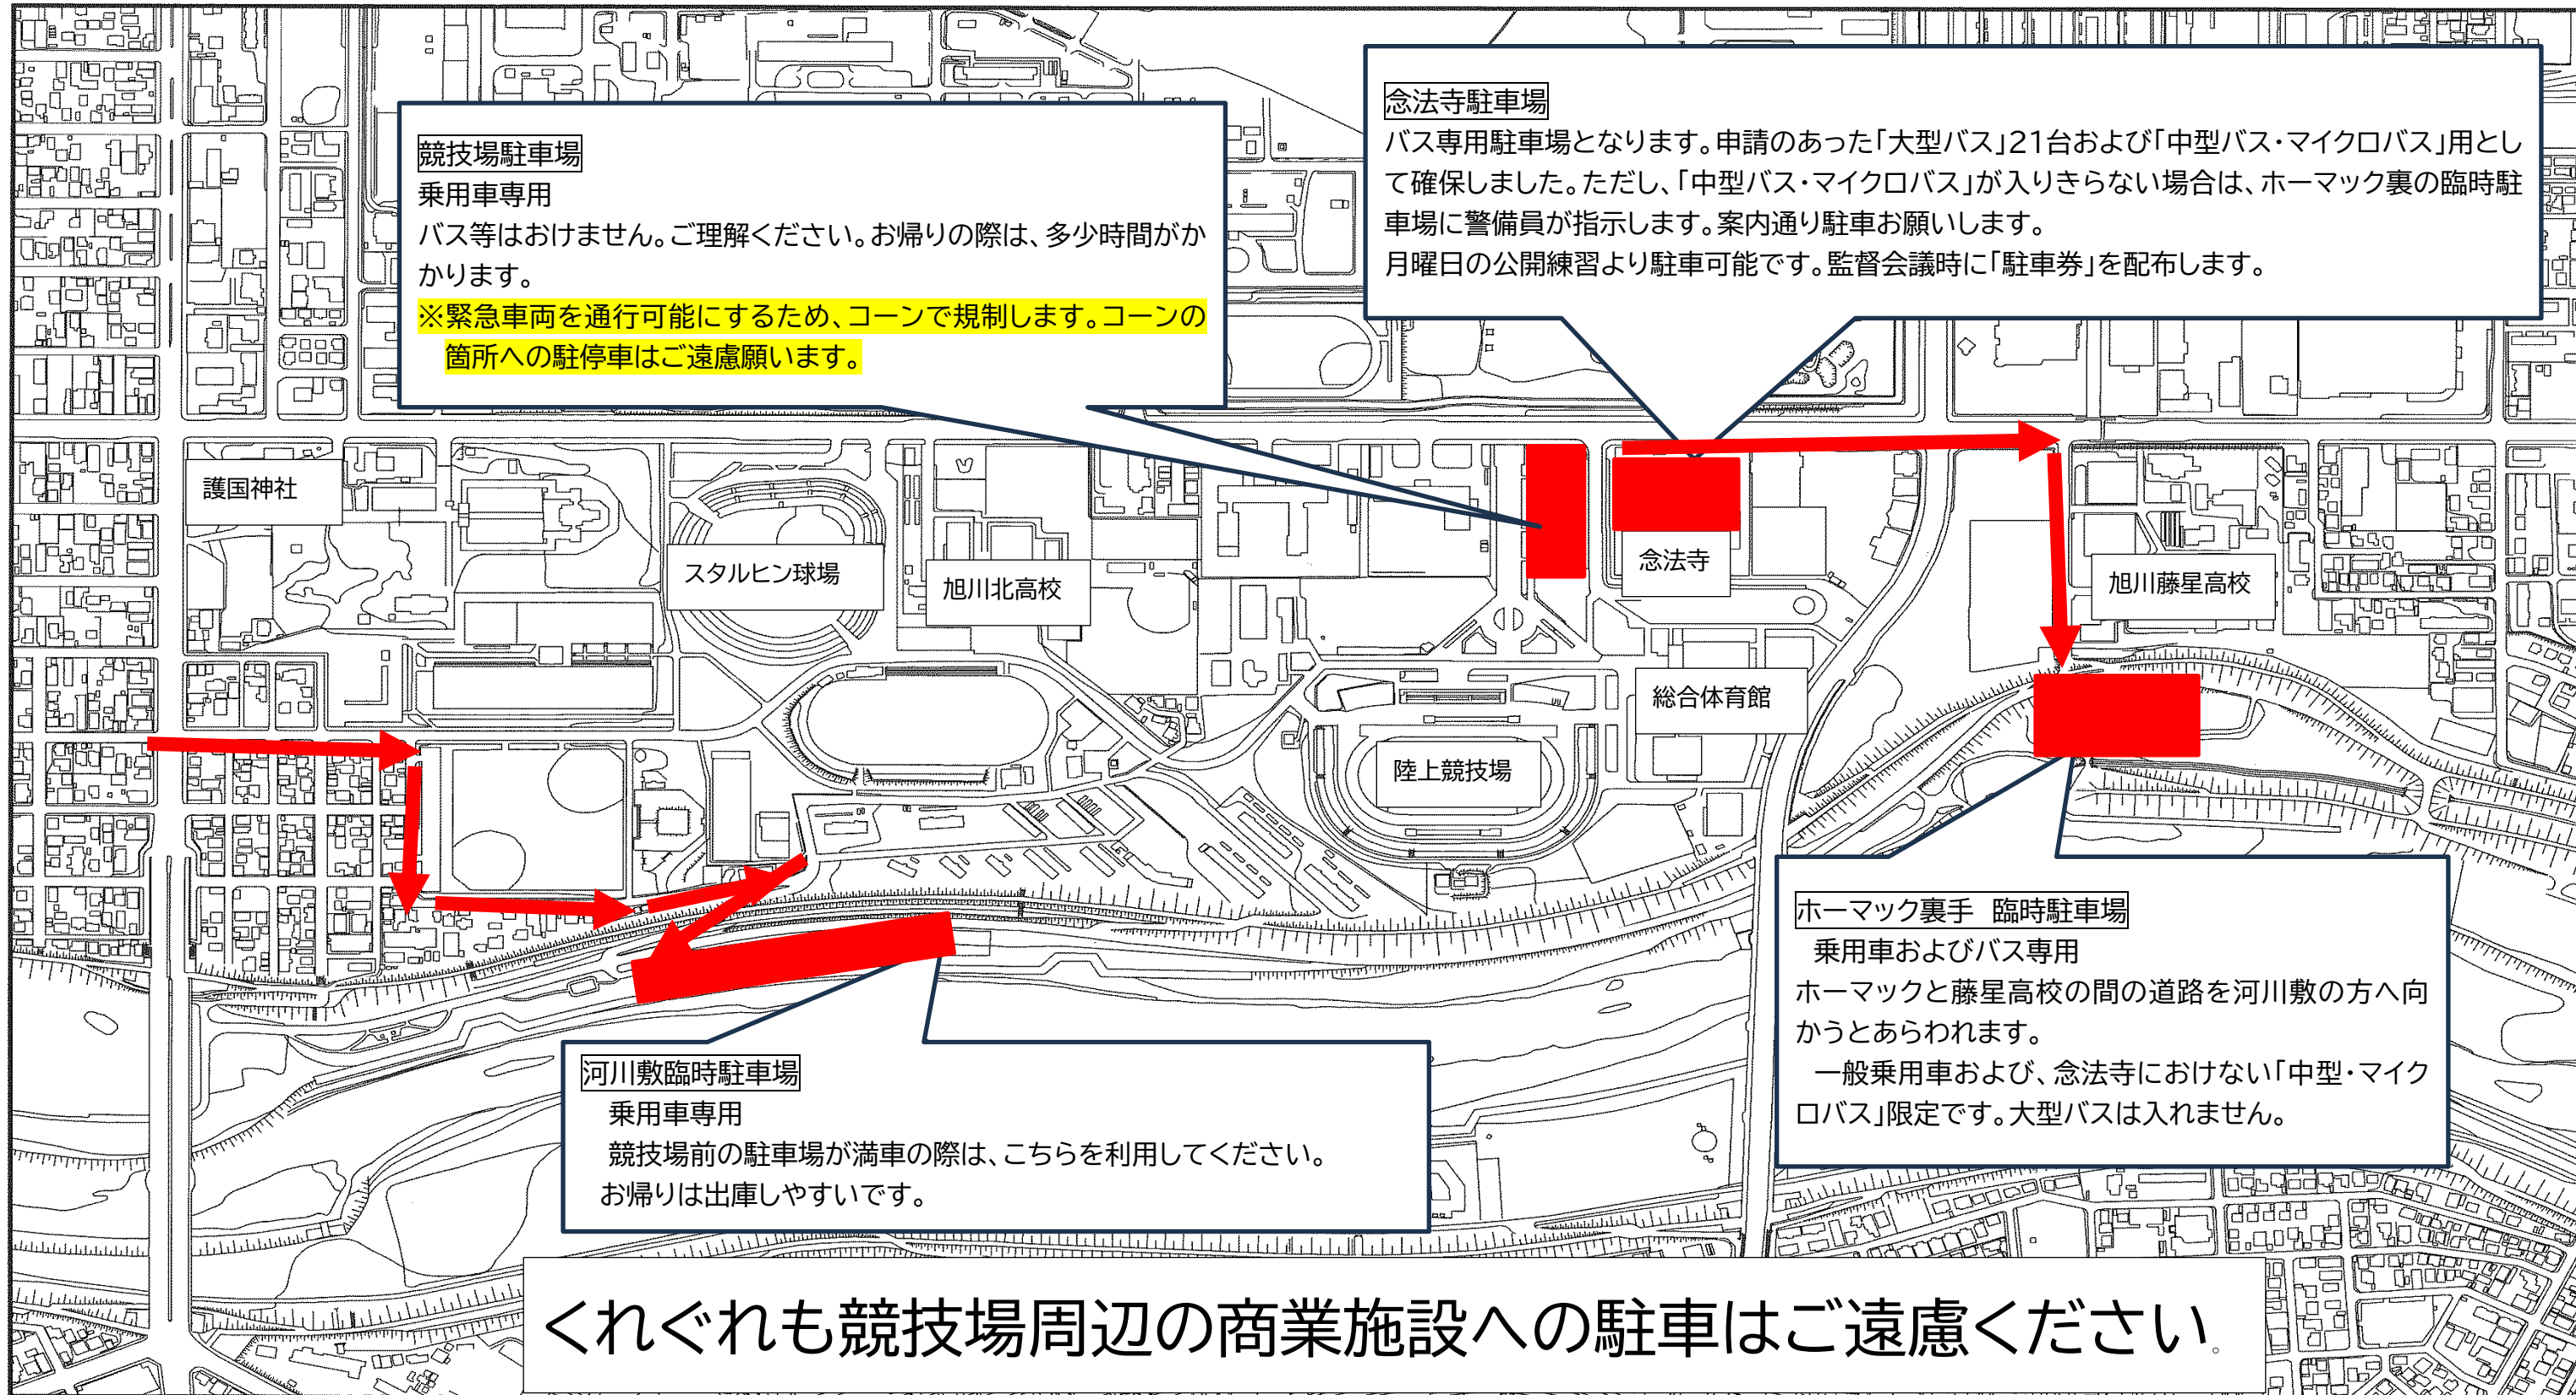 競技場駐車場
乗用車専用
バス等はおけません。ご理解ください。お帰りの際は、多少時間がか
かります。
※緊急車両を通行可能にするため、コーンで規制します。コーンの
箇所への駐停車はご遠慮願います。
念法寺駐車場
バス専用駐車場となります。申請のあった「大型バス」21台および「中型バス・マイクロバス」用とし
て確保しました。ただし、「中型バス・マイクロバス」が入りきらない場合は、ホーマック裏の臨時駐
車場に警備員が指示します。案内通り駐車お願いします。
月曜日の公開練習より駐車可能です。監督会議時に「駐車券」を配布します。
護国神社
スタルヒン球場
旭川北高校
念法寺
旭川藤星高校
総合体育館
陸上競技場
ホーマック裏手　臨時駐車場
乗用車およびバス専用
ホーマックと藤星高校の間の道路を河川敷の方へ向
かうとあらわれます。
一般乗用車および、念法寺におけない「中型・マイク
ロバス」限定です。大型バスは入れません。
河川敷臨時駐車場
乗用車専用
競技場前の駐車場が満車の際は、こちらを利用してください。
お帰りは出庫しやすいです。
くれぐれも競技場周辺の商業施設への駐車はご遠慮ください。